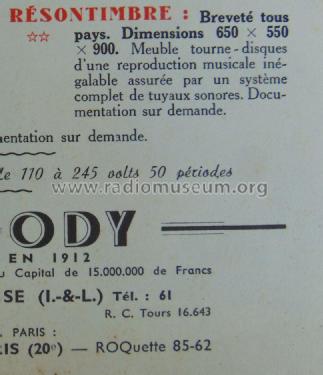 RÉSONTIMBRE : Breveté tous
☆☆ pays. Dimensions 650 × 550
× 900. Meuble tourne-disques
d'une reproduction musicale iné-
galable assurée par un système
complet de tuyaux sonores. Docu-
mentation sur demande.
mentation sur demande.
de 110 à 245 volts 50 périodes
www.radiomuseum.org
ODY
EN 1912
au Capital de 15.000.000 de Francs
SE (I.-&-L.) Tél. : 61
R. C. Tours 16.643
PARIS :
RIS (20e) — ROQuette 85-62